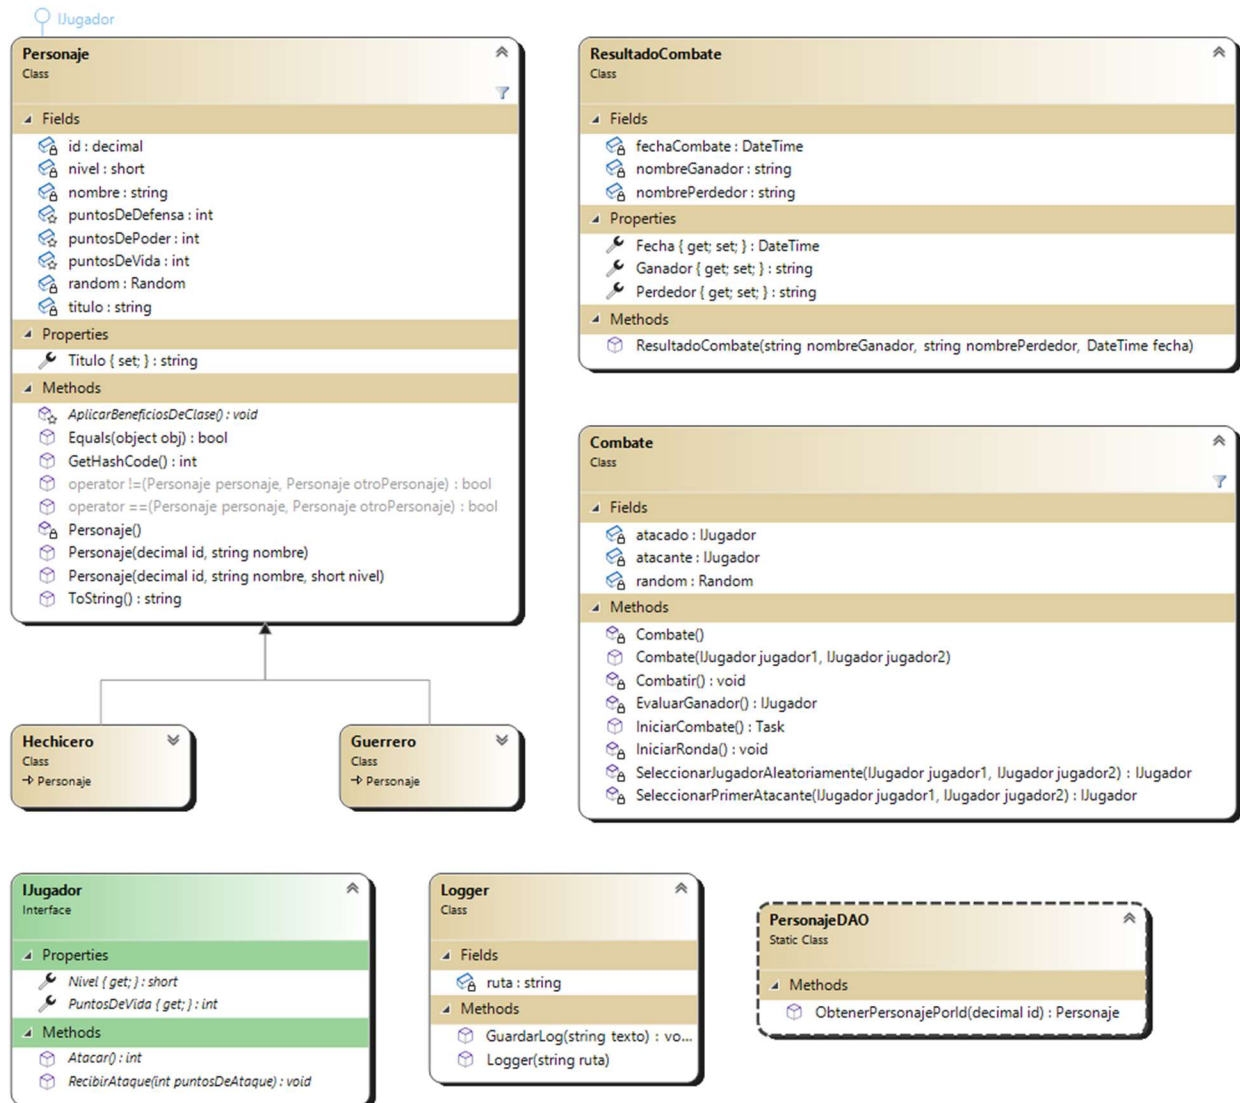 IJugador
Personaje
Class
Fields
id : decimal
nivel : short
nombre : string
puntosDeDefensa : int
puntosDePoder : int
puntosDeVida : int
random : Random
titulo : string
Properties
Titulo { set; } : string
Methods
AplicarBeneficiosDeClase() : void
Equals(object obj) : bool
GetHashCode() : int
operator !=(Personaje personaje, Personaje otroPersonaje) : bool
operator ==(Personaje personaje, Personaje otroPersonaje) : bool
Personaje()
Personaje(decimal id, string nombre)
Personaje(decimal id, string nombre, short nivel)
ToString() : string
ResultadoCombate
Class
Fields
fechaCombate : DateTime
nombreGanador : string
nombrePerdedor : string
Properties
Fecha { get; set; } : DateTime
Ganador { get; set; } : string
Perdedor { get; set; } : string
Methods
ResultadoCombate(string nombreGanador, string nombrePerdedor, DateTime fecha)
Combate
Class
Fields
atacado : IJugador
atacante : IJugador
random : Random
Methods
Combate()
Combate(IJugador jugador1, IJugador jugador2)
Combatir() : void
EvaluarGanador() : IJugador
IniciarCombate() : Task
IniciarRonda() : void
SeleccionarJugadorAleatoriamente(IJugador jugador1, IJugador jugador2) : IJugador
SeleccionarPrimerAtacante(IJugador jugador1, IJugador jugador2) : IJugador
Hechicero
Class
Personaje
Guerrero
Class
Personaje
IJugador
Interface
Properties
Nivel { get; } : short
PuntosDeVida { get; } : int
Methods
Atacar() : int
RecibirAtaque(int puntosDeAtaque) : void
Logger
Class
Fields
ruta : string
Methods
GuardarLog(string texto) : vo...
Logger(string ruta)
PersonajeDAO
Static Class
Methods
ObtenerPersonajePorId(decimal id) : Personaje